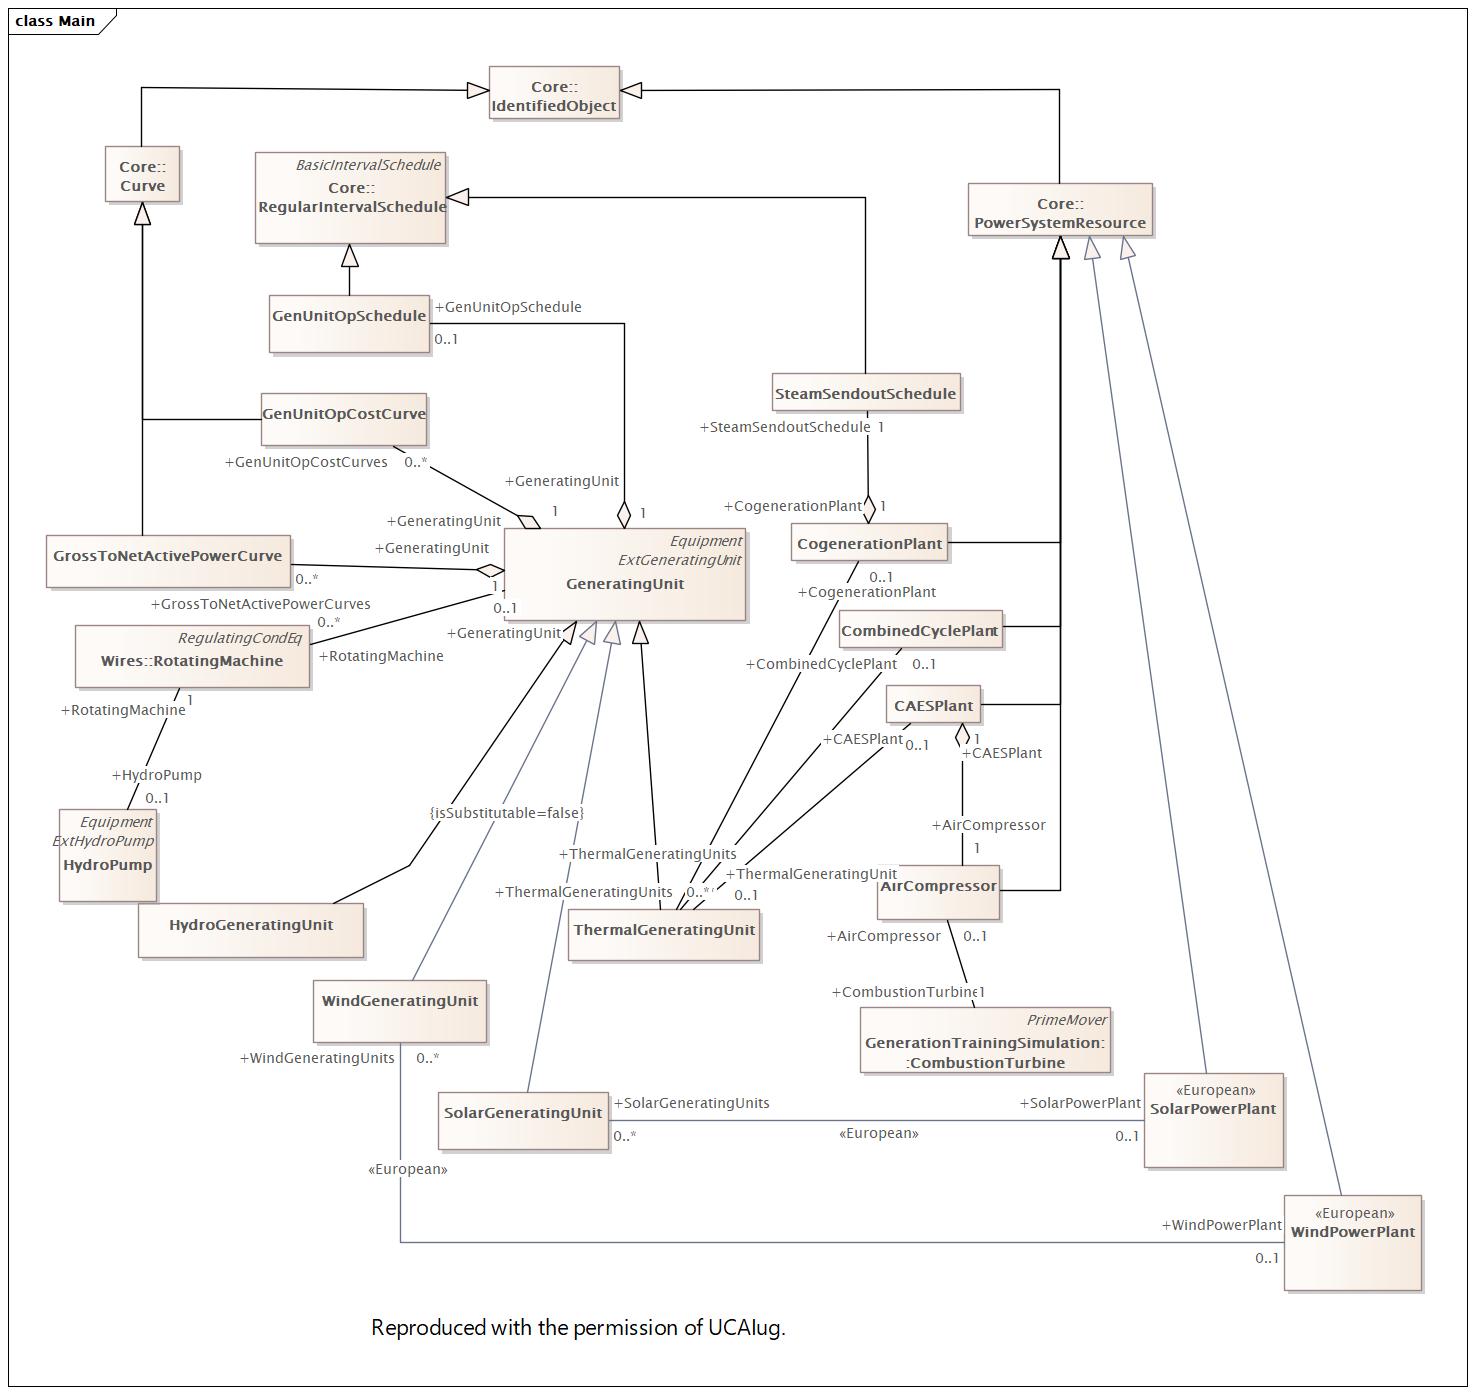 class Main
Core::
IdentifiedObject
Core::
Curve
BasicIntervalSchedule
Core::
RegularIntervalSchedule
Core::
PowerSystemResource
GenUnitOpSchedule
+GenUnitOpSchedule
0..1
SteamSendoutSchedule
+SteamSendoutSchedule 1
GenUnitOpCostCurve
+GenUnitOpCostCurves 0..*
+GeneratingUnit
1
+CogenerationPlant 1
+GeneratingUnit
1
CogenerationPlant
0..1
+CogenerationPlant
GrossToNetActivePowerCurve
0..*
+GrossToNetActivePowerCurves
+GeneratingUnit
1
Equipment
ExtGeneratingUnit
GeneratingUnit
0..1
+GeneratingUnit
0..*
+RotatingMachine
RegulatingCondEq
Wires::RotatingMachine
CombinedCyclePlant
+CombinedCyclePlant 0..1
CAESPlant
+CAESPlant 0..1
1
+CAESPlant
1
+RotatingMachine
+HydroPump
0..1
Equipment
ExtHydroPump
HydroPump
{isSubstitutable=false}
+AirCompressor
1
+ThermalGeneratingUnits
+ThermalGeneratingUnits 0..*
+ThermalGeneratingUnit
0..1
AirCompressor
HydroGeneratingUnit
ThermalGeneratingUnit
+AirCompressor 0..1
+CombustionTurbine 1
PrimeMover
GenerationTrainingSimulation:
:CombustionTurbine
WindGeneratingUnit
+WindGeneratingUnits 0..*
SolarGeneratingUnit
+SolarGeneratingUnits
0..*
«European»
+SolarPowerPlant
0..1
«European»
SolarPowerPlant
«European»
+WindPowerPlant
0..1
«European»
WindPowerPlant
Reproduced with the permission of UCAIug.